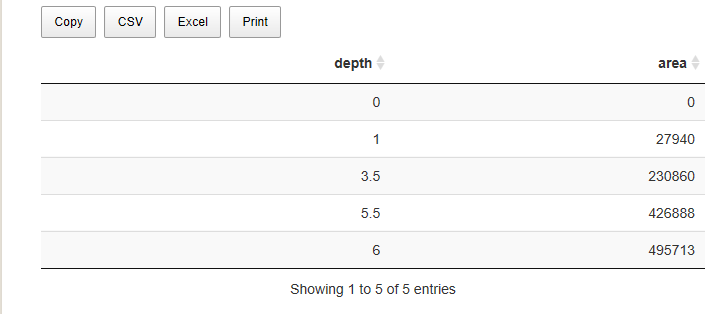 Copy CSV Excel Print
depth area
0 0
1 27940
3.5 230860
5.5 426888
6 495713
Showing 1 to 5 of 5 entries